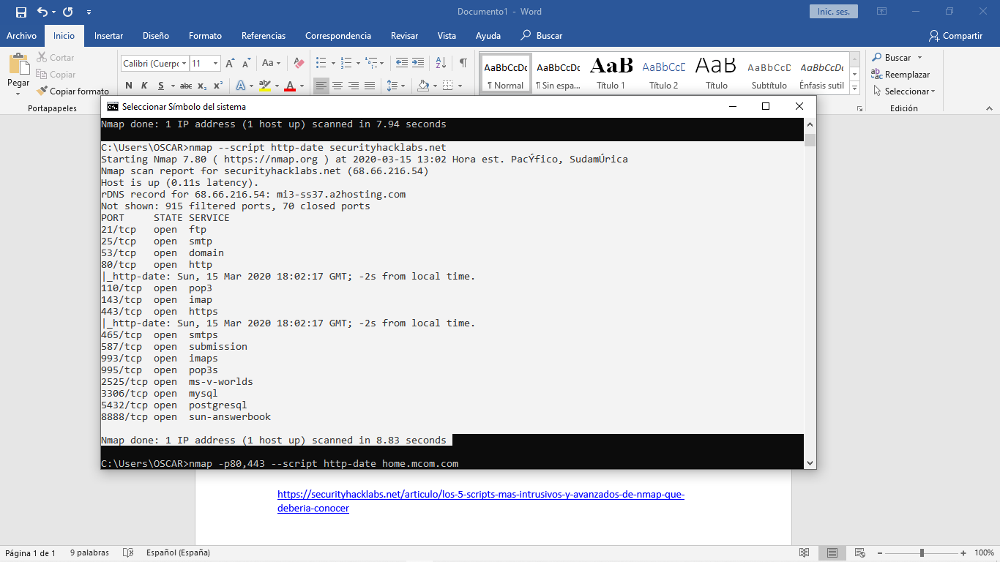 Documento1 - Word
Inic. ses.
Archivo Inicio Insertar Diseño Formato Referencias Correspondencia Revisar Vista Ayuda Buscar Compartir
Pegar
Cortar
Copiar
Copiar formato
Portapapeles
Calibri (Cuerp 11
N K S abc x₂ x²
AaBbCcDc AaBbCcDc AaB AaBbCcD AaB AaBbCcD AaBbCcDc
¶ Normal ¶ Sin espa... Título 1 Título 2 Título Subtítulo Énfasis sutil
Buscar
Reemplazar
Seleccionar
Edición
Seleccionar Símbolo del sistema
Nmap done: 1 IP address (1 host up) scanned in 7.94 seconds
C:\Users\OSCAR>nmap --script http-date securityhacklabs.net
Starting Nmap 7.80 ( https://nmap.org ) at 2020-03-15 13:02 Hora est. PacÝfico, SudamÚrica
Nmap scan report for securityhacklabs.net (68.66.216.54)
Host is up (0.11s latency).
rDNS record for 68.66.216.54: mi3-ss37.a2hosting.com
Not shown: 915 filtered ports, 70 closed ports
PORT STATE SERVICE
21/tcp open ftp
25/tcp open smtp
53/tcp open domain
80/tcp open http
|_http-date: Sun, 15 Mar 2020 18:02:17 GMT; -2s from local time.
110/tcp open pop3
143/tcp open imap
443/tcp open https
|_http-date: Sun, 15 Mar 2020 18:02:17 GMT; -2s from local time.
465/tcp open smtps
587/tcp open submission
993/tcp open imaps
995/tcp open pop3s
2525/tcp open ms-v-worlds
3306/tcp open mysql
5432/tcp open postgresql
8888/tcp open sun-answerbook
Nmap done: 1 IP address (1 host up) scanned in 8.83 seconds
C:\Users\OSCAR>nmap -p80,443 --script http-date home.mcom.com
https://securityhacklabs.net/articulo/los-5-scripts-mas-intrusivos-y-avanzados-de-nmap-que-
deberia-conocer
Página 1 de 1 9 palabras Español (España) 100%